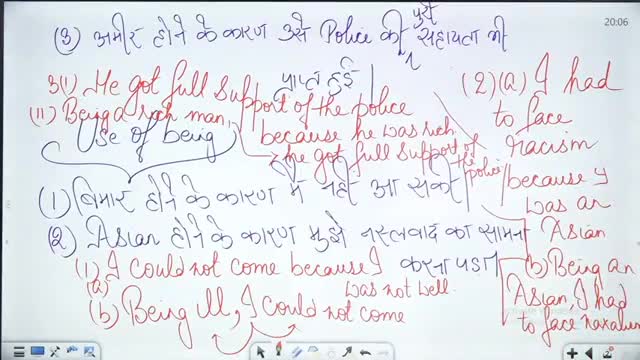 20:06
(3) अमीर होने के कारण उसे Police की पूरी सहायता भी
प्राप्त हुई
3(i) He got full support of the police
because he was rich.
(ii) Being a rich man,
he got full support of the police
Use of being
(1) बिमार होने के कारण मैं नहीं आ सकी
(2) Asian होने के कारण मुझे नस्लवाद का सामना
करना पडा
(1) I could not come because I
was not well.
(a)
(b) Being ill, I could not come
(2)(a) I had
to face
racism
because I
was an
Asian
(b) Being an
Asian, I had
to face